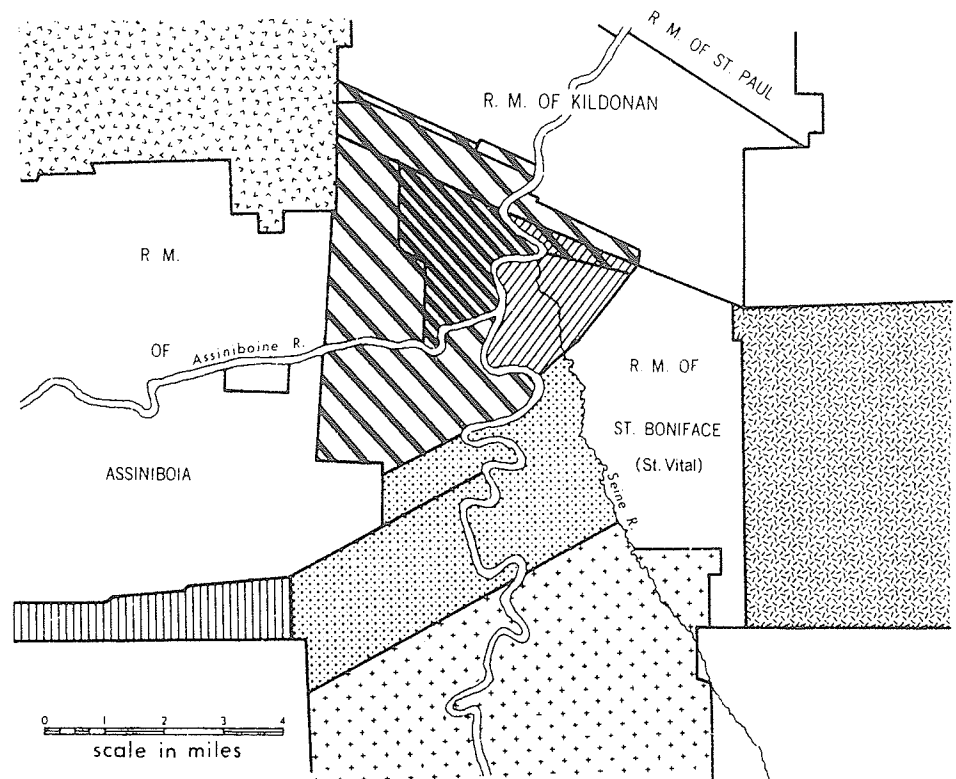 R. M. OF ST. PAUL
R. M. OF KILDONAN
R M.
OF
Assiniboine R.
ASSINIBOIA
R. M. OF
ST. BONIFACE
(St. Vital)
Seine R.
0 1 2 3 4
scale in miles